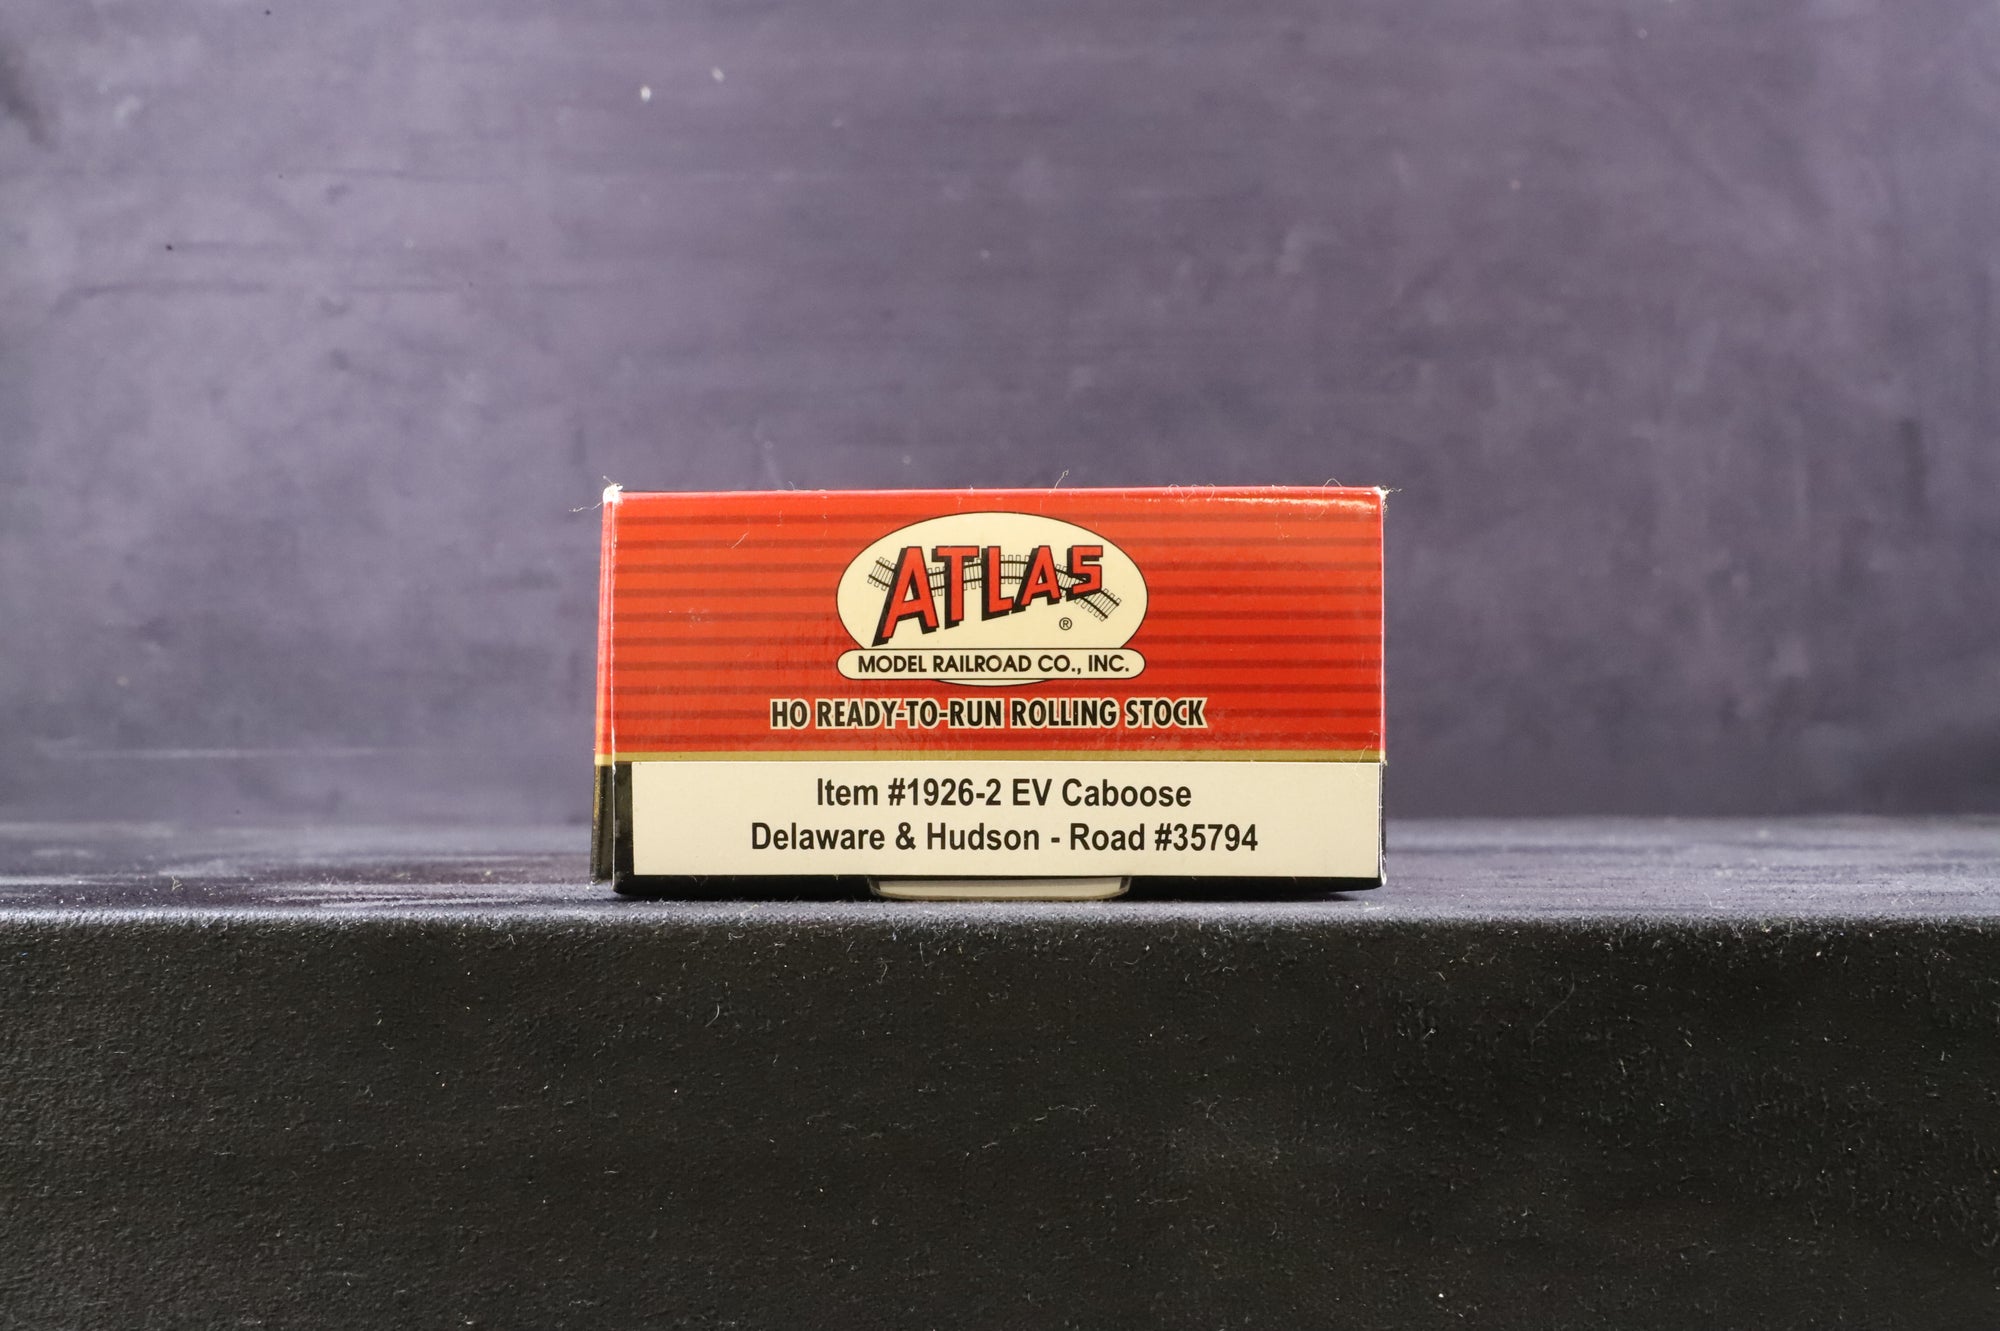 ATLAS
®
MODEL RAILROAD CO., INC.
HO READY-TO-RUN ROLLING STOCK
Item #1926-2 EV Caboose
Delaware & Hudson - Road #35794